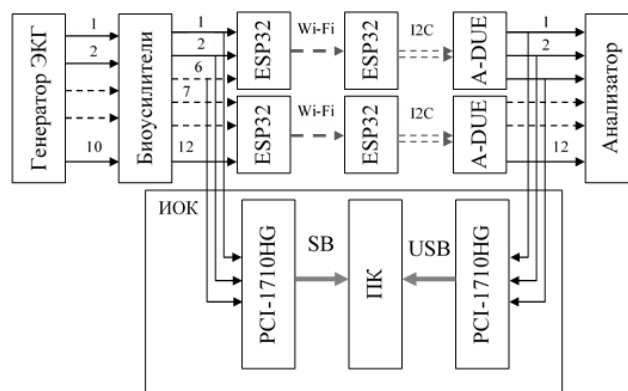 Генератор ЭКГ
1
2
10
Биоусилители
1
2
6
7
12
ESP32
Wi-Fi
ESP32
I2C
A-DUE
ESP32
Wi-Fi
ESP32
I2C
A-DUE
1
2
12
Анализатор
ИОК
PCI-1710HG
SB
ПК
USB
PCI-1710HG